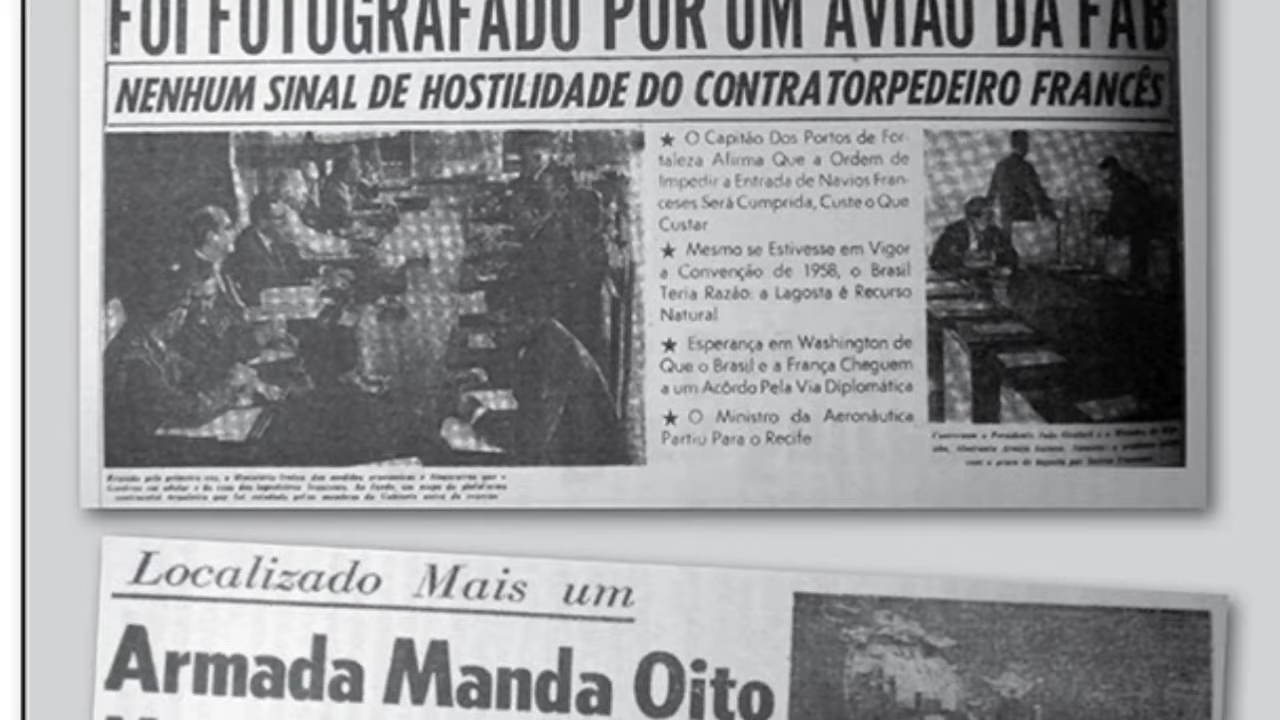 FOI FOTOGRAFADO POR UM AVIÃO DA FAB
NENHUM SINAL DE HOSTILIDADE DO CONTRATORPEDEIRO FRANCÊS
★ O Capitão Dos Portos de For-
taleza Afirma Que a Ordem de
Impedir a Entrada de Navios Fran-
ceses Será Cumprida, Custe o Que
Custar
★ Mesmo se Estivesse em Vigor
a Convenção de 1958, o Brasil
Teria Razão: a Lagosta é Recurso
Natural
★ Esperança em Washington de
Que o Brasil e a França Cheguem
a um Acôrdo Pela Via Diplomática
★ O Ministro da Aeronáutica
Partiu Para o Recife
Localizado Mais um
Armada Manda Oito